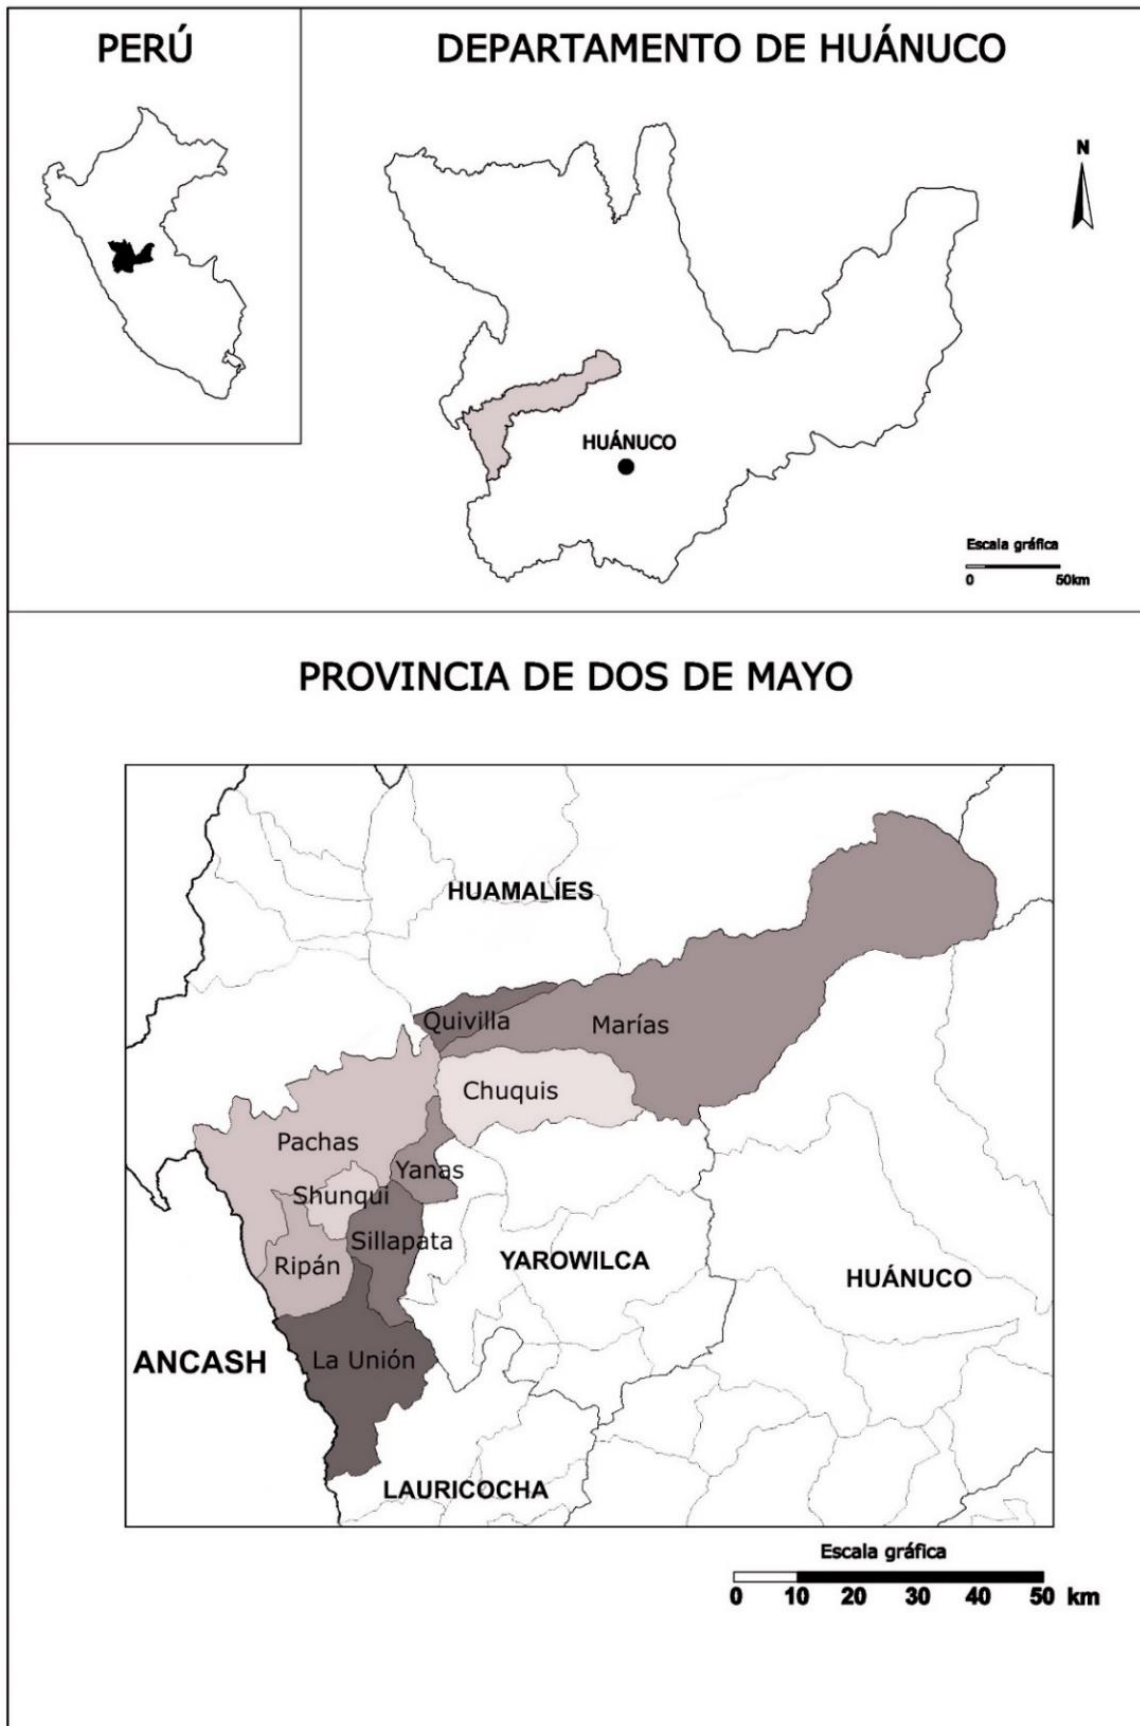 PERÚ
DEPARTAMENTO DE HUÁNUCO
N
HUÁNUCO
Escala gráfica
0 50km
PROVINCIA DE DOS DE MAYO
HUAMALÍES
Quivilla
Marías
Chuquis
Pachas
Yanas
Shunqui
Sillapata
Ripán
YAROWILCA
HUÁNUCO
ANCASH
La Unión
LAURICOCHA
Escala gráfica
0 10 20 30 40 50 km